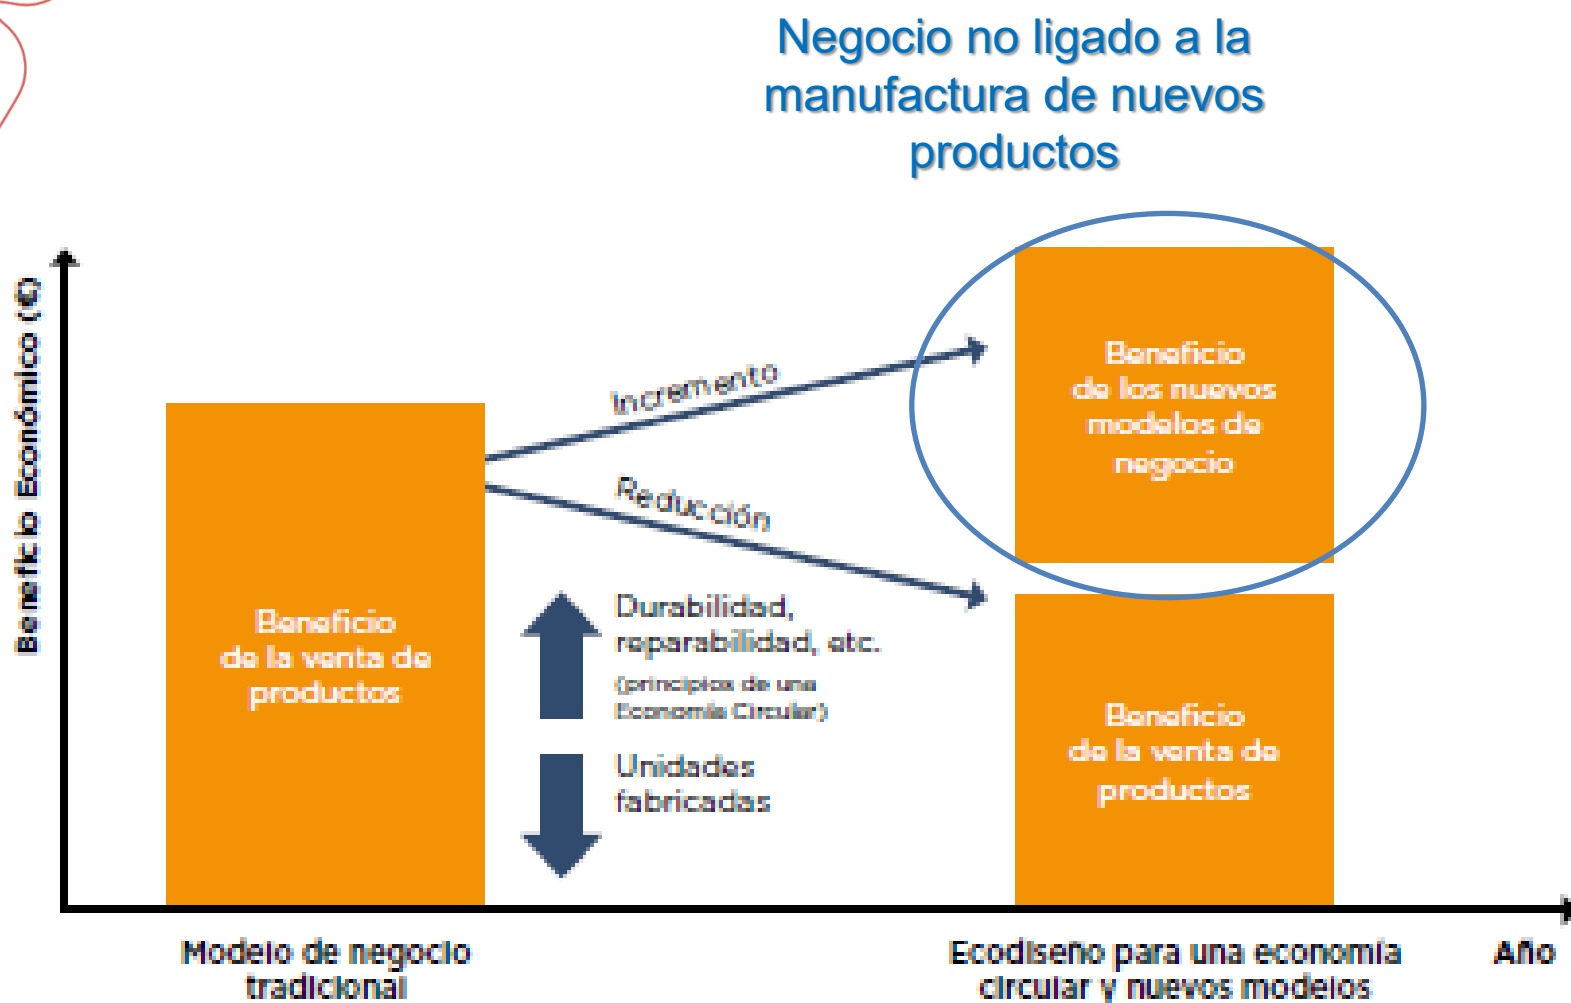 Negocio no ligado a la
manufactura de nuevos
productos
Beneficio Económico (€)
Incremento
Reducción
Beneficio
de los nuevos
modelos de
negocio
Beneficio
de la venta de
productos
Durabilidad,
reparabilidad, etc.
(principios de una
Economía Circular)
Unidades
fabricadas
Beneficio
de la venta de
productos
Modelo de negocio
tradicional
Ecodiseño para una economía
circular y nuevos modelos
Año